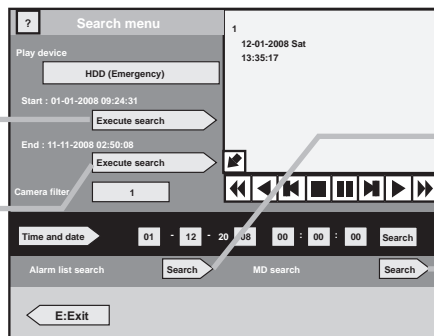 ? Search menu
1
12-01-2008 Sat
13:35:17
Play device
HDD (Emergency)
Start : 01-01-2008 09:24:31
Execute search
End : 11-11-2008 02:50:08
Execute search
Camera filter 1
Time and date 01 - 12 - 20 08 00 : 00 : 00 Search
Alarm list search Search MD search Search
E:Exit